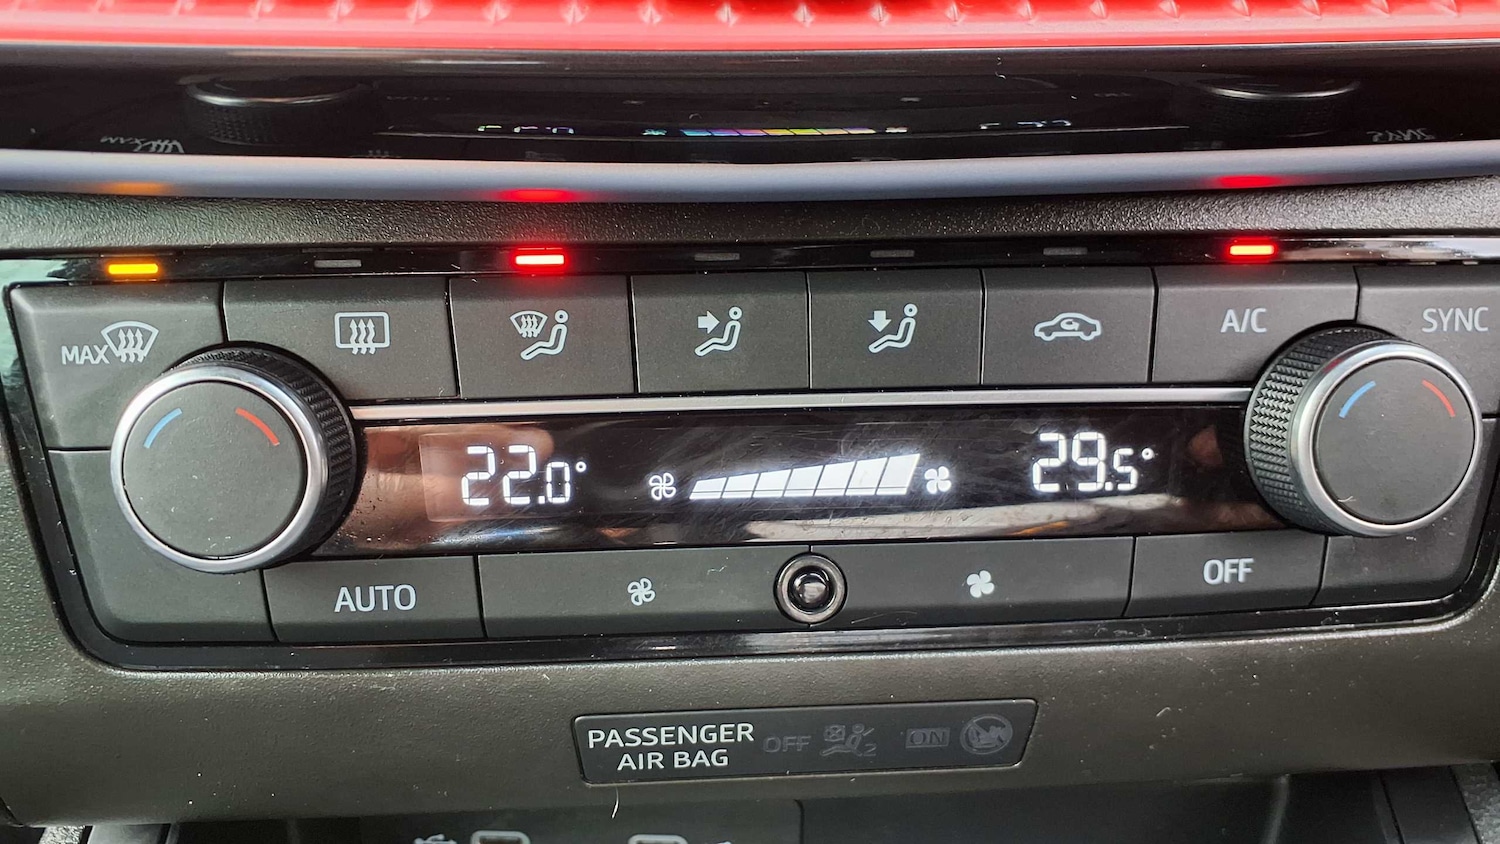 MAX
A/C
SYNC
22.0°
29.5°
AUTO
OFF
PASSENGER
AIR BAG
OFF
ON